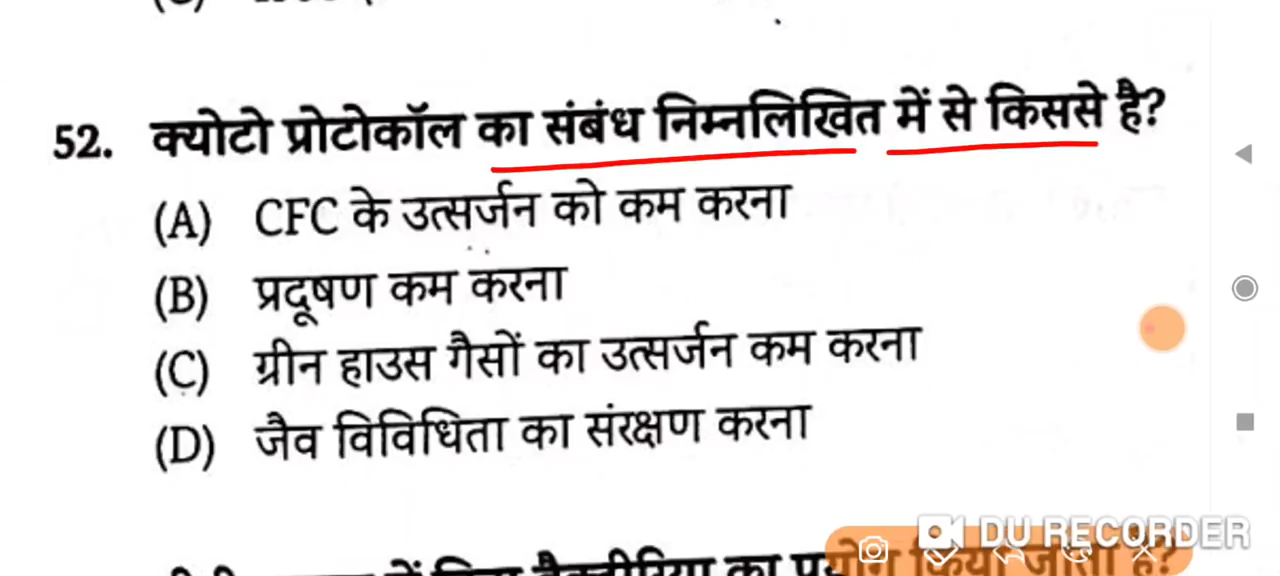 52. क्योटो प्रोटोकॉल का संबंध निम्नलिखित में से किससे है?
(A) CFC के उत्सर्जन को कम करना
(B) प्रदूषण कम करना
(C) ग्रीन हाउस गैसों का उत्सर्जन कम करना
(D) जैव विविधिता का संरक्षण करना
DU RECORDER
में किस बैक्टीरिया का प्रयोग किया जाता है?